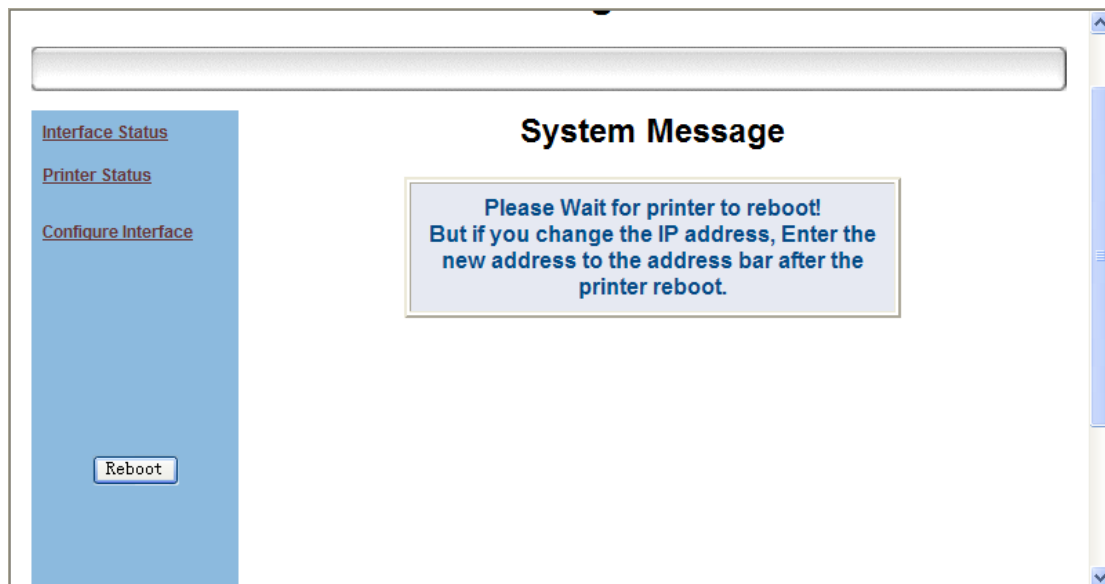 Interface Status
Printer Status
Configure Interface
Reboot
System Message
Please Wait for printer to reboot!
But if you change the IP address, Enter the
new address to the address bar after the
printer reboot.